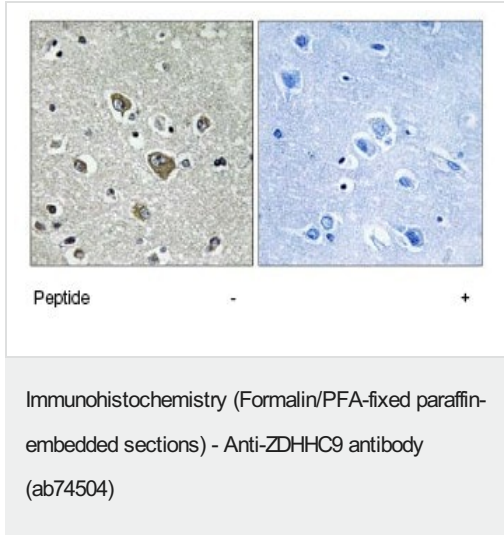 Peptide - +
Immunohistochemistry (Formalin/PFA-fixed paraffin-
embedded sections) - Anti-ZDHHC9 antibody
(ab74504)